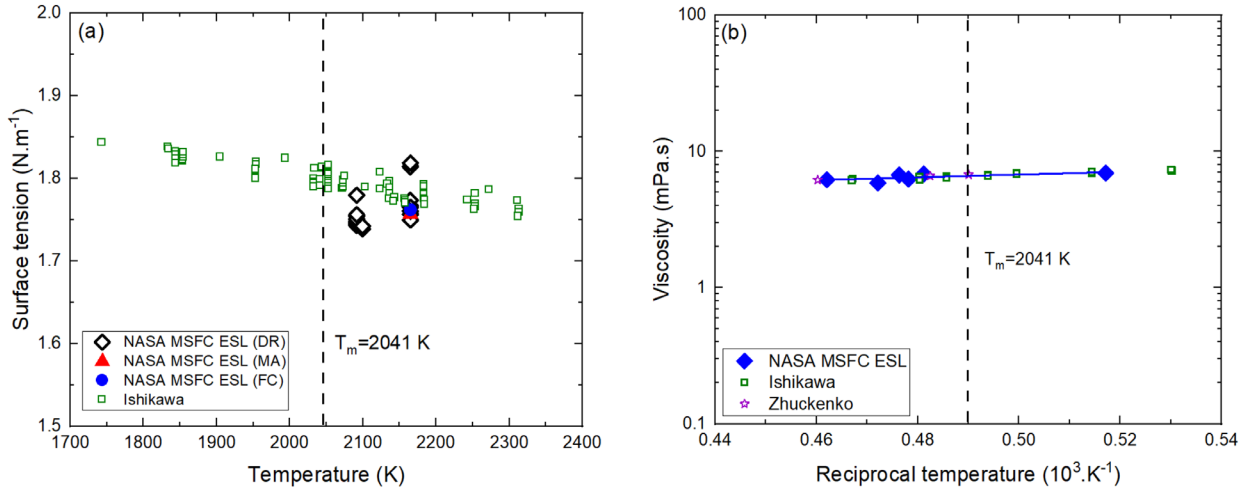 (a)
2.0
1.9
1.8
1.7
1.6
1.5
Surface tension (N.m⁻¹)
Tₘ=2041 K
NASA MSFC ESL (DR)
NASA MSFC ESL (MA)
NASA MSFC ESL (FC)
Ishikawa
1700 1800 1900 2000 2100 2200 2300 2400
Temperature (K)
(b)
100
10
1
0.1
Viscosity (mPa.s)
Tₘ=2041 K
NASA MSFC ESL
Ishikawa
Zhuckenko
0.44 0.46 0.48 0.50 0.52 0.54
Reciprocal temperature (10³.K⁻¹)